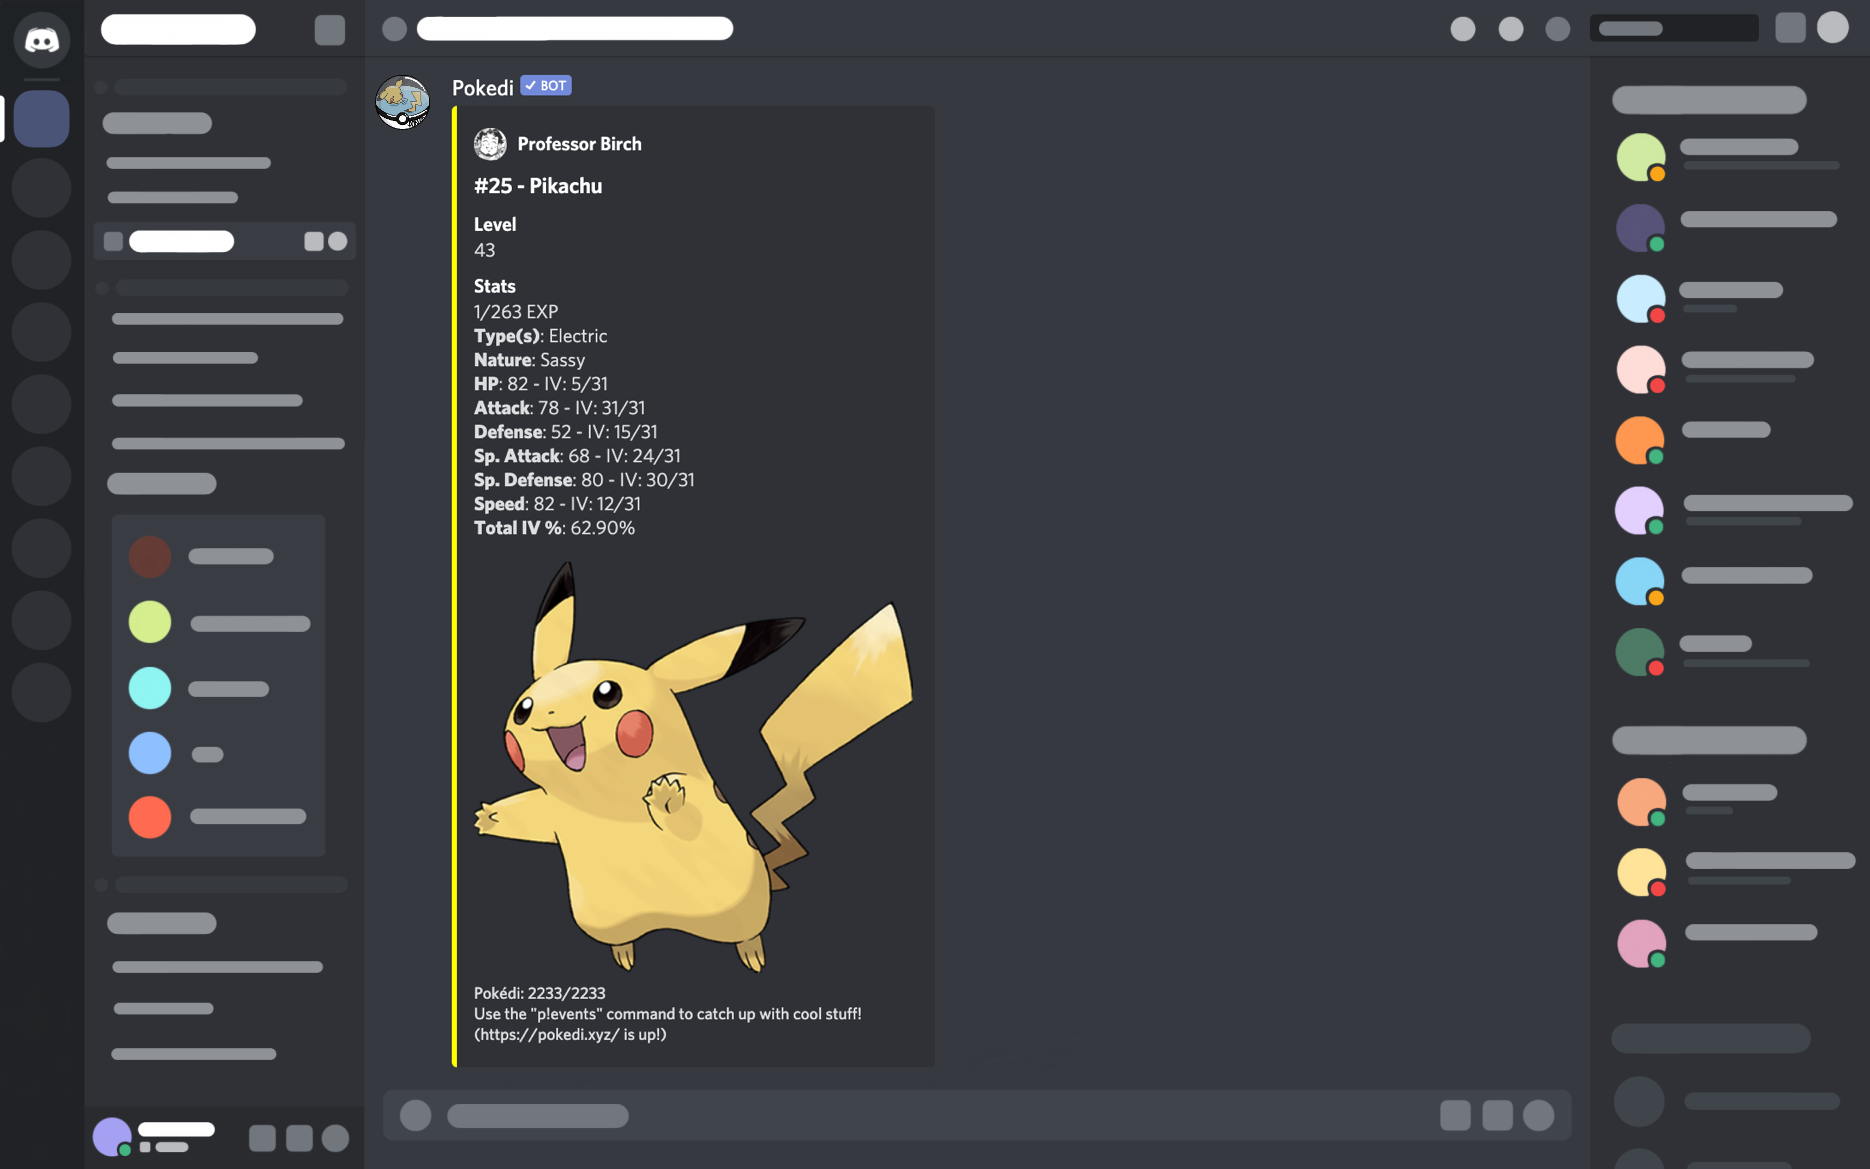 Pokedi ✓ BOT
Professor Birch
#25 - Pikachu
Level
43
Stats
1/263 EXP
Type(s): Electric
Nature: Sassy
HP: 82 - IV: 5/31
Attack: 78 - IV: 31/31
Defense: 52 - IV: 15/31
Sp. Attack: 68 - IV: 24/31
Sp. Defense: 80 - IV: 30/31
Speed: 82 - IV: 12/31
Total IV %: 62.90%
Pokédi: 2233/2233
Use the "p!events" command to catch up with cool stuff!
(https://pokedi.xyz/ is up!)